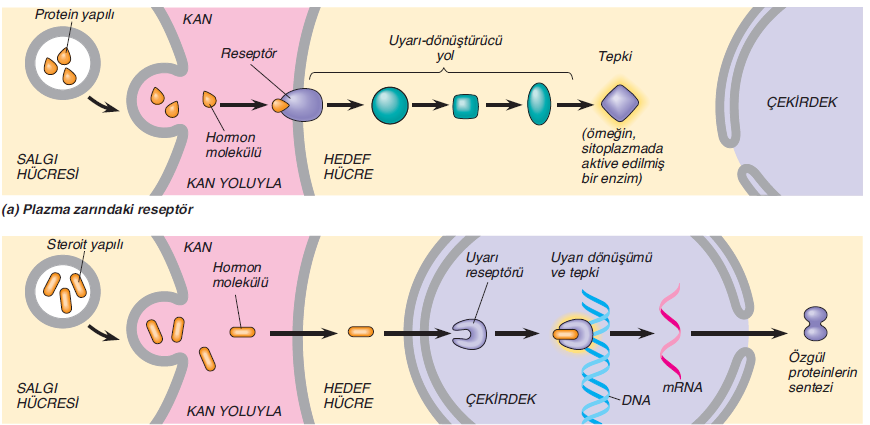 Protein yapılı
KAN
Reseptör
Uyarı-dönüştürücü
yol
Tepki
ÇEKİRDEK
Hormon
molekülü
(örneğin,
sitoplazmada
aktive edilmiş
bir enzim)
SALGI
HÜCRESİ
KAN YOLUYLA
HEDEF
HÜCRE
(a) Plazma zarındaki reseptör
Steroit yapılı
KAN
Hormon
molekülü
Uyarı
reseptörü
Uyarı dönüşümü
ve tepki
Özgül
proteinlerin
sentezi
SALGI
HÜCRESİ
KAN YOLUYLA
HEDEF
HÜCRE
ÇEKİRDEK
DNA
mRNA